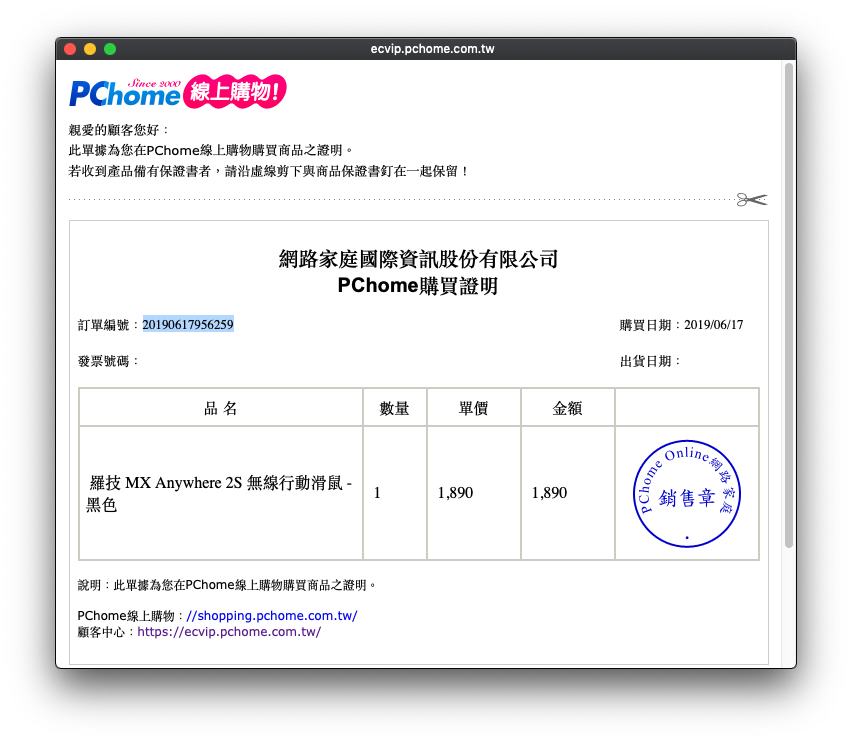 ecvip.pchome.com.tw
Since 2000
PChome 線上購物!
親愛的顧客您好：
此單據為您在PChome線上購物購買商品之證明。
若收到產品備有保證書者，請沿虛線剪下與商品保證書釘在一起保留！
網路家庭國際資訊股份有限公司
PChome購買證明
訂單編號：20190617956259 購買日期：2019/06/17
發票號碼： 出貨日期：
品 名 數量 單價 金額
羅技 MX Anywhere 2S 無線行動滑鼠 -
黑色
1 1,890 1,890
PChome Online網路家庭
銷售章
說明：此單據為您在PChome線上購物購買商品之證明。
PChome線上購物：//shopping.pchome.com.tw/
顧客中心：https://ecvip.pchome.com.tw/